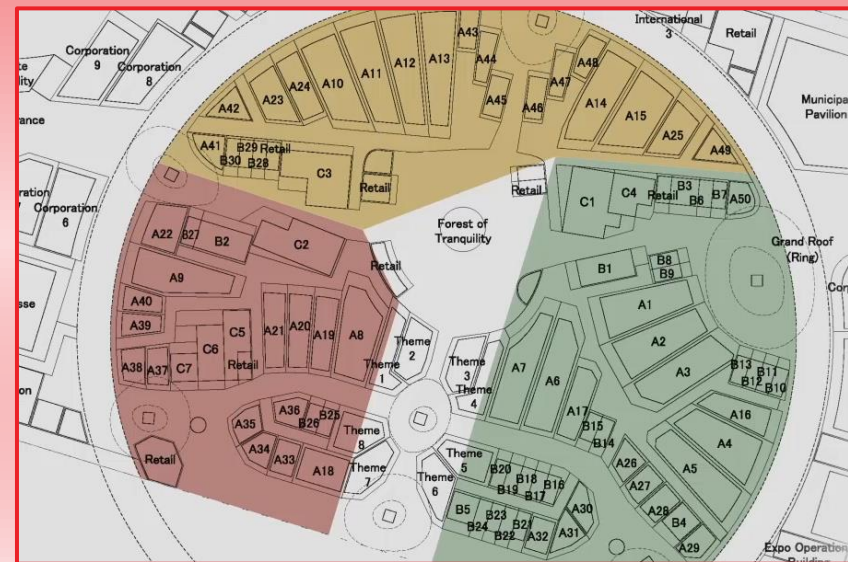 Corporation
9
Corporation
8
International
3
Retail
Municipa
Pavilion
Corporation
6
Grand Roof
(Ring)
Forest of
Tranquility
A42
A23
A24
A10
A11
A12
A13
A43
A44
A45
A46
A47
A48
A14
A15
A25
A49
A41
B30
B29
B28
Retail
C3
Retail
Retail
C1
C4
Retail
B3
B6
B7
A50
A22
B27
B2
C2
Retail
A9
A40
A39
A38
A37
C7
C6
C5
Retail
A21
A20
A19
A8
Theme
1
Theme
2
Theme
3
Theme
4
B1
B8
B9
A1
A2
A3
A7
A6
A17
B15
B14
B13
B12
B11
B10
A16
A4
A5
A35
A36
B26
B25
A34
A33
A18
Retail
Theme
8
Theme
7
Theme
6
Theme
5
B20
B19
B18
B17
B16
A30
A31
A32
B5
B24
B23
B22
B21
A26
A27
A28
B4
A29
Expo Operation